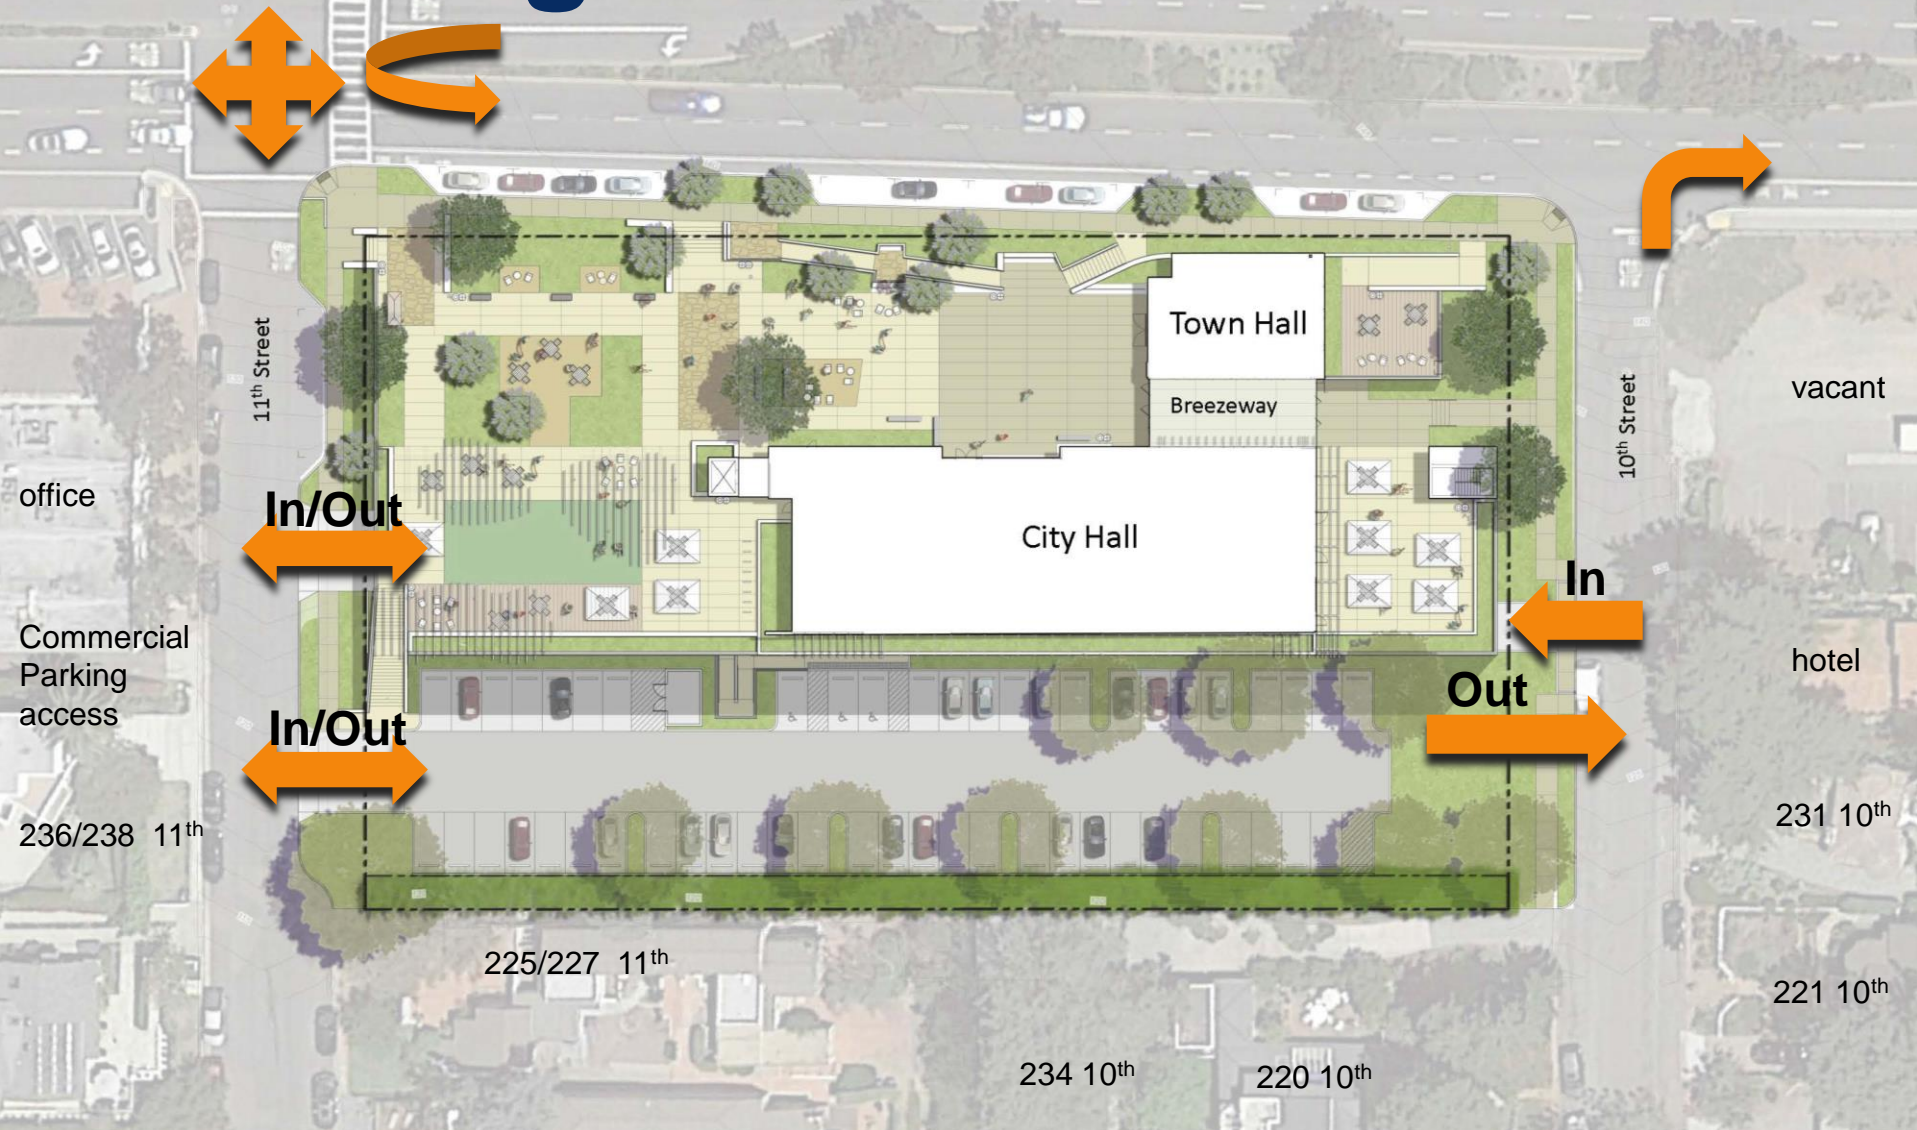 11th Street
Town Hall
Breezeway
10th Street
vacant
office
In/Out
City Hall
In
Commercial
Parking
access
hotel
Out
In/Out
236/238 11th
231 10th
225/227 11th
221 10th
234 10th
220 10th